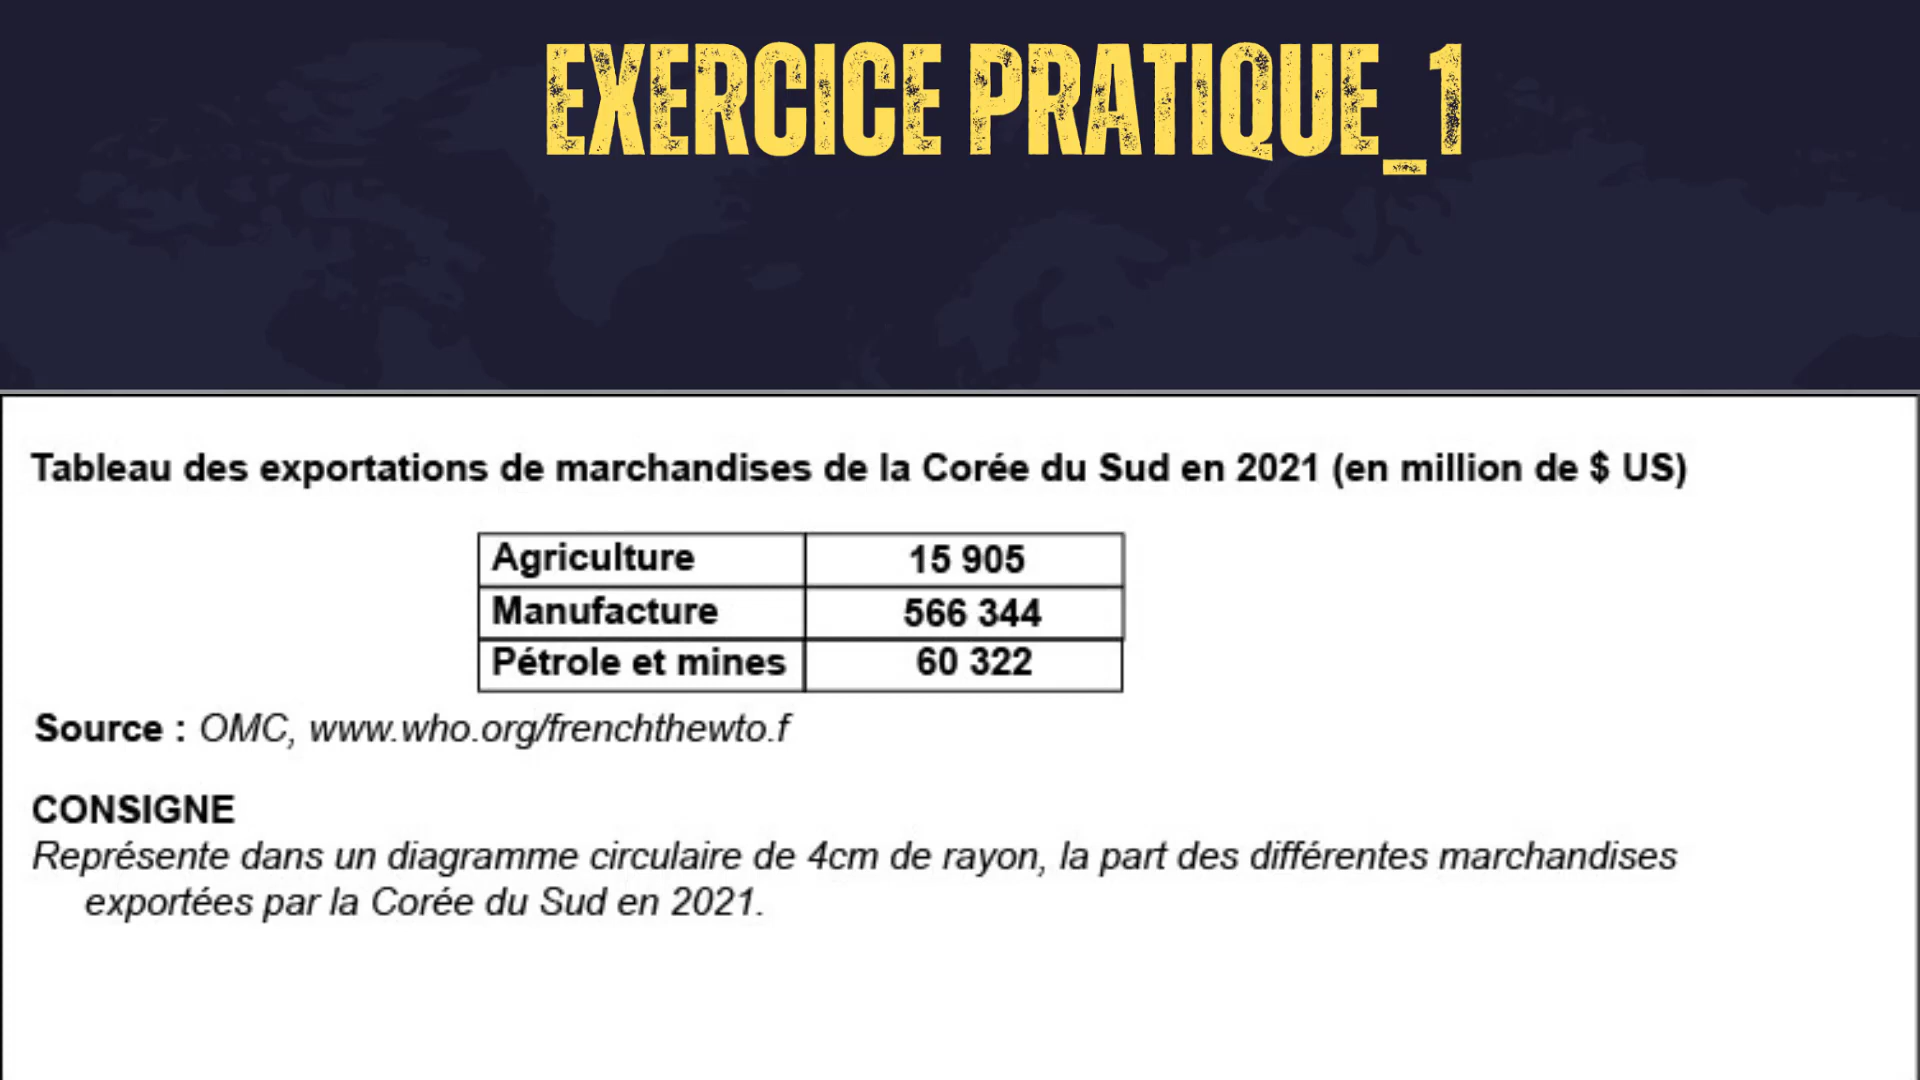 EXERCICE PRATIQUE_1
Tableau des exportations de marchandises de la Corée du Sud en 2021 (en million de $ US)
Agriculture 15 905
Manufacture 566 344
Pétrole et mines 60 322
Source : OMC, www.who.org/frenchthewto.f
CONSIGNE
Représente dans un diagramme circulaire de 4cm de rayon, la part des différentes marchandises
exportées par la Corée du Sud en 2021.